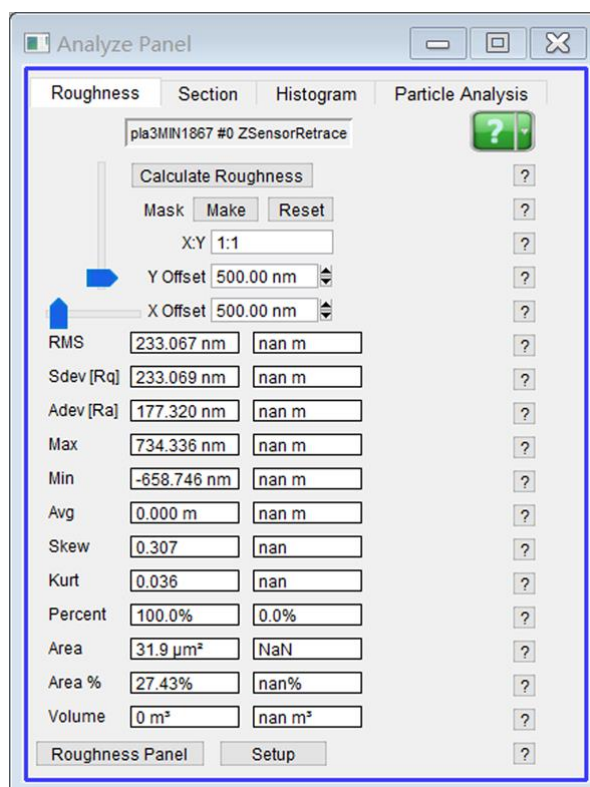 Analyze Panel
Roughness Section Histogram Particle Analysis
pla3MIN1867 #0 ZSensorRetrace ?
Calculate Roughness ?
Mask Make Reset ?
X:Y 1:1 ?
Y Offset 500.00 nm ?
X Offset 500.00 nm ?
RMS 233.067 nm nan m ?
Sdev [Rq] 233.069 nm nan m ?
Adev [Ra] 177.320 nm nan m ?
Max 734.336 nm nan m ?
Min -658.746 nm nan m ?
Avg 0.000 m nan m ?
Skew 0.307 nan ?
Kurt 0.036 nan ?
Percent 100.0% 0.0% ?
Area 31.9 µm² NaN ?
Area % 27.43% nan% ?
Volume 0 m³ nan m³ ?
Roughness Panel Setup ?